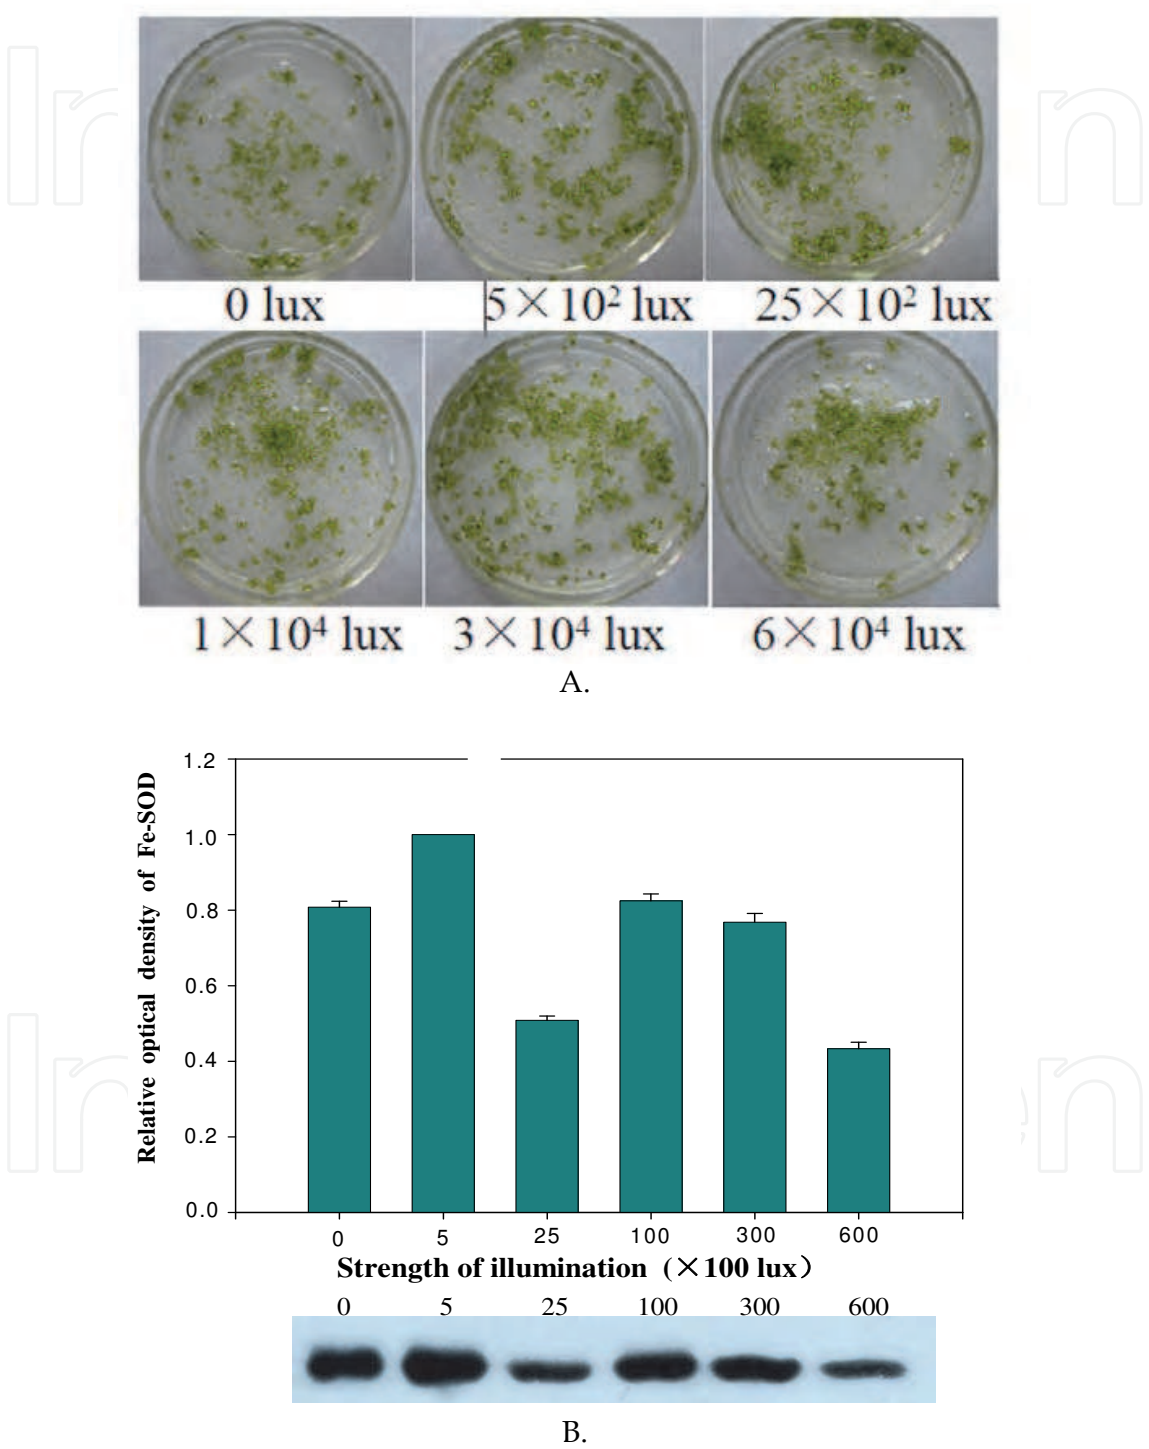 0 lux 5×10² lux 25×10² lux
1×10⁴ lux 3×10⁴ lux 6×10⁴ lux
A.
Relative optical density of Fe-SOD
1.2
1.0
0.8
0.6
0.4
0.2
0.0
0 5 25 100 300 600
Strength of illumination (×100 lux）
0 5 25 100 300 600
B.